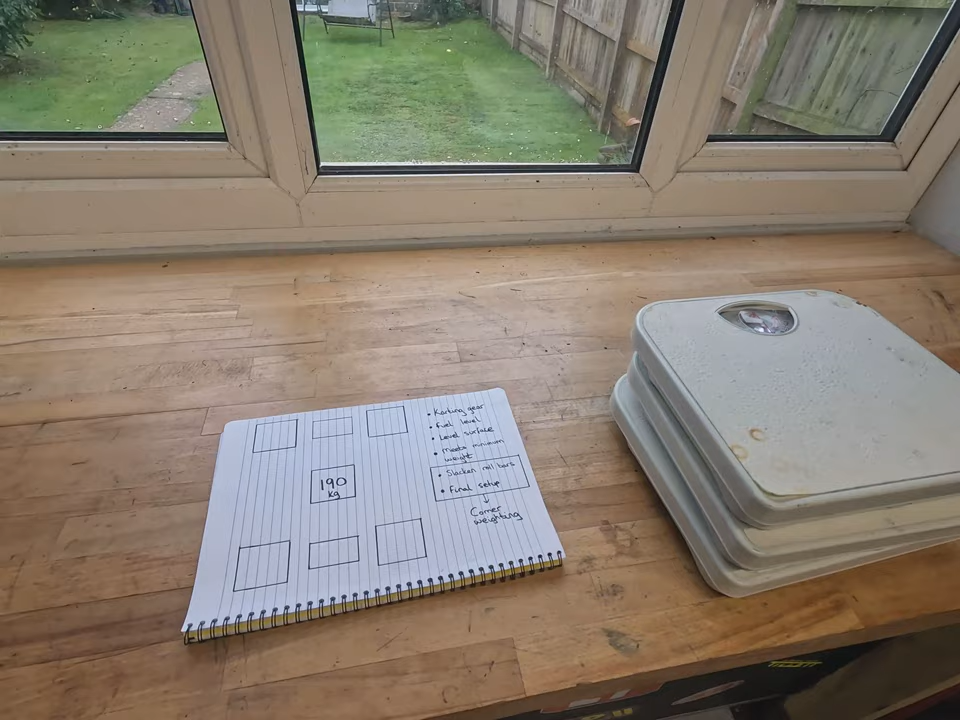 190
kg
• Karting gear
• Fuel level
• Level surface
• Meets minimum
weight
• Slacken roll bars
• Final setup
Corner
weighting